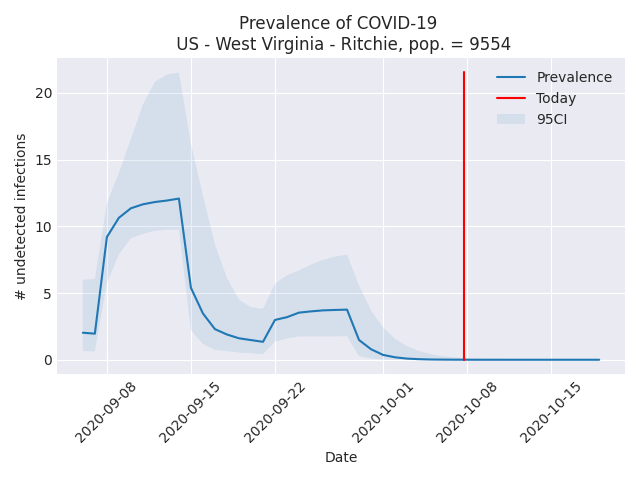 Prevalence of COVID-19
US - West Virginia - Ritchie, pop. = 9554
Prevalence
Today
95CI
# undetected infections
20
15
10
5
0
2020-09-08
2020-09-15
2020-09-22
2020-10-01
2020-10-08
2020-10-15
Date